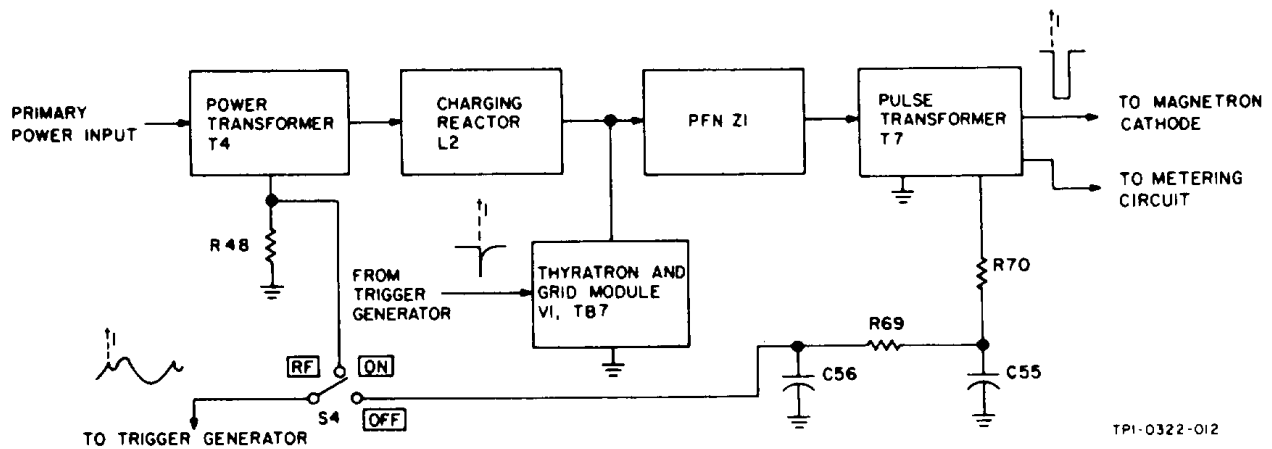 PRIMARY
POWER INPUT
POWER
TRANSFORMER
T4
CHARGING
REACTOR
L2
PFN Z1
PULSE
TRANSFORMER
T7
t1
TO MAGNETRON
CATHODE
TO METERING
CIRCUIT
R48
t1
FROM
TRIGGER
GENERATOR
THYRATRON AND
GRID MODULE
V1, TB7
R70
R69
C56
C55
t1
RF
ON
S4
OFF
TO TRIGGER GENERATOR
TPI-0322-012